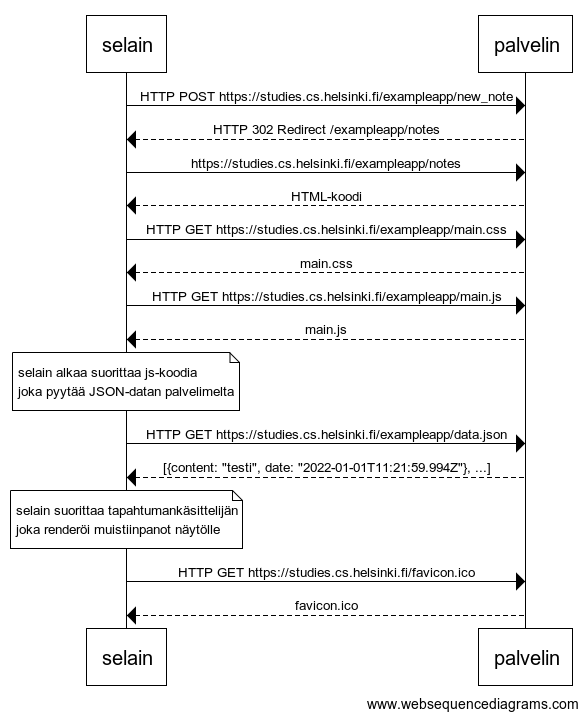 selain palvelin
HTTP POST https://studies.cs.helsinki.fi/exampleapp/new_note
HTTP 302 Redirect /exampleapp/notes
https://studies.cs.helsinki.fi/exampleapp/notes
HTML-koodi
HTTP GET https://studies.cs.helsinki.fi/exampleapp/main.css
main.css
HTTP GET https://studies.cs.helsinki.fi/exampleapp/main.js
main.js
selain alkaa suorittaa js-koodia
joka pyytää JSON-datan palvelimelta
HTTP GET https://studies.cs.helsinki.fi/exampleapp/data.json
[{content: "testi", date: "2022-01-01T11:21:59.994Z"}, ...]
selain suorittaa tapahtumankäsittelijän
joka renderöi muistiinpanot näytölle
HTTP GET https://studies.cs.helsinki.fi/favicon.ico
favicon.ico
selain palvelin
www.websequencediagrams.com